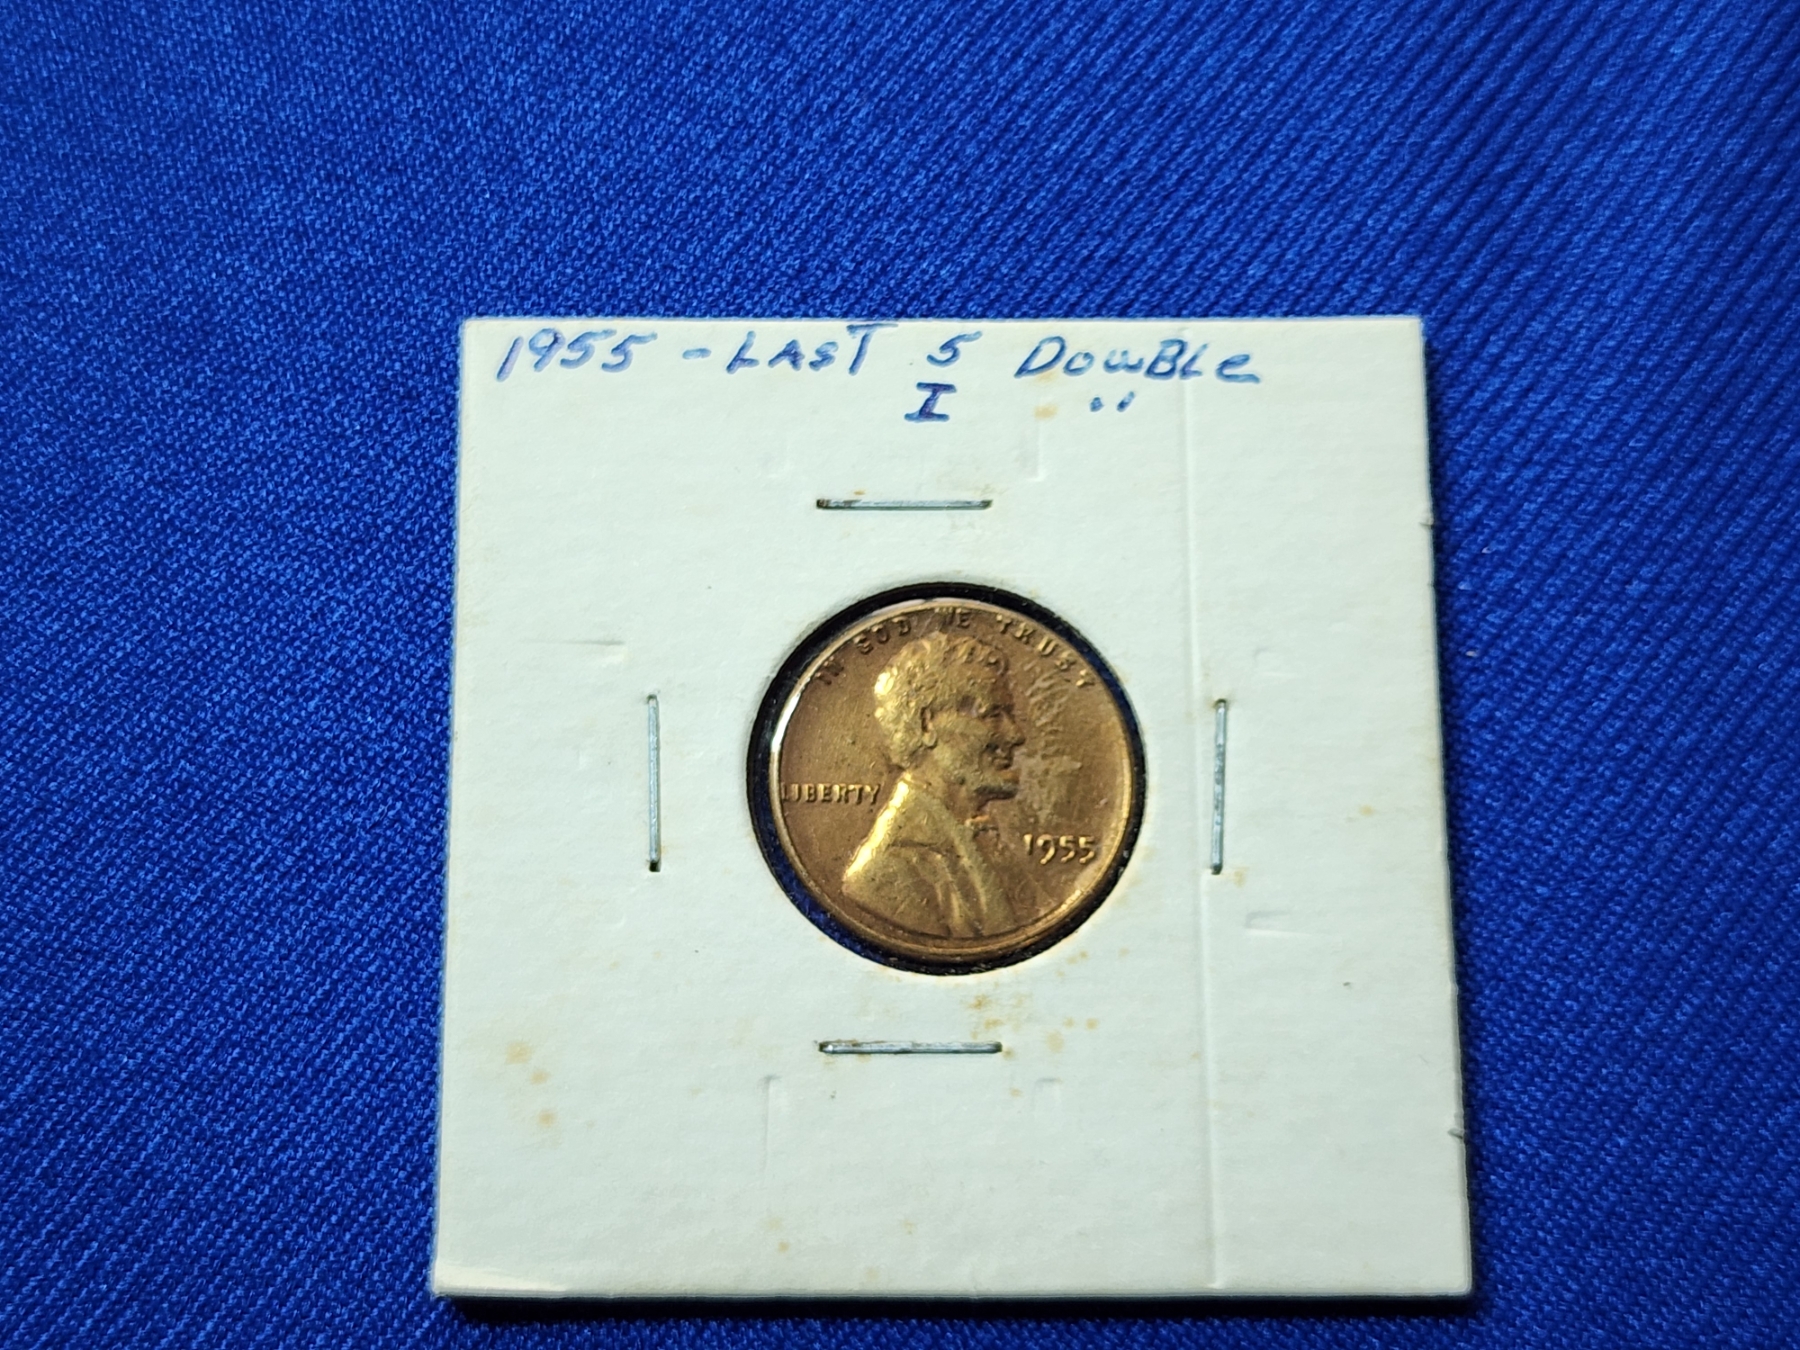 1955 - LAST 5 DOUBLE
I "
IN GOD WE TRUST
LIBERTY
1955